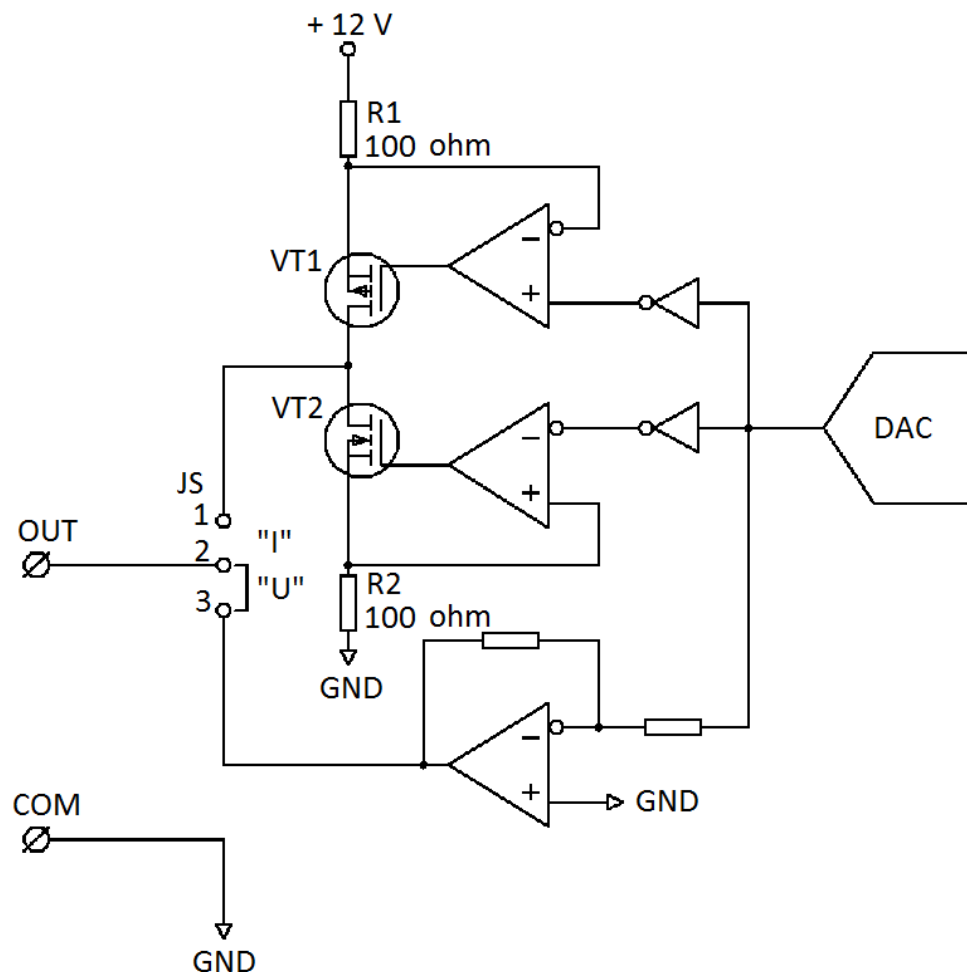 + 12 V
R1
100 ohm
VT1
−
+
VT2
−
+
DAC
JS
1
OUT
2
"I"
"U"
3
R2
100 ohm
GND
−
+
GND
COM
GND